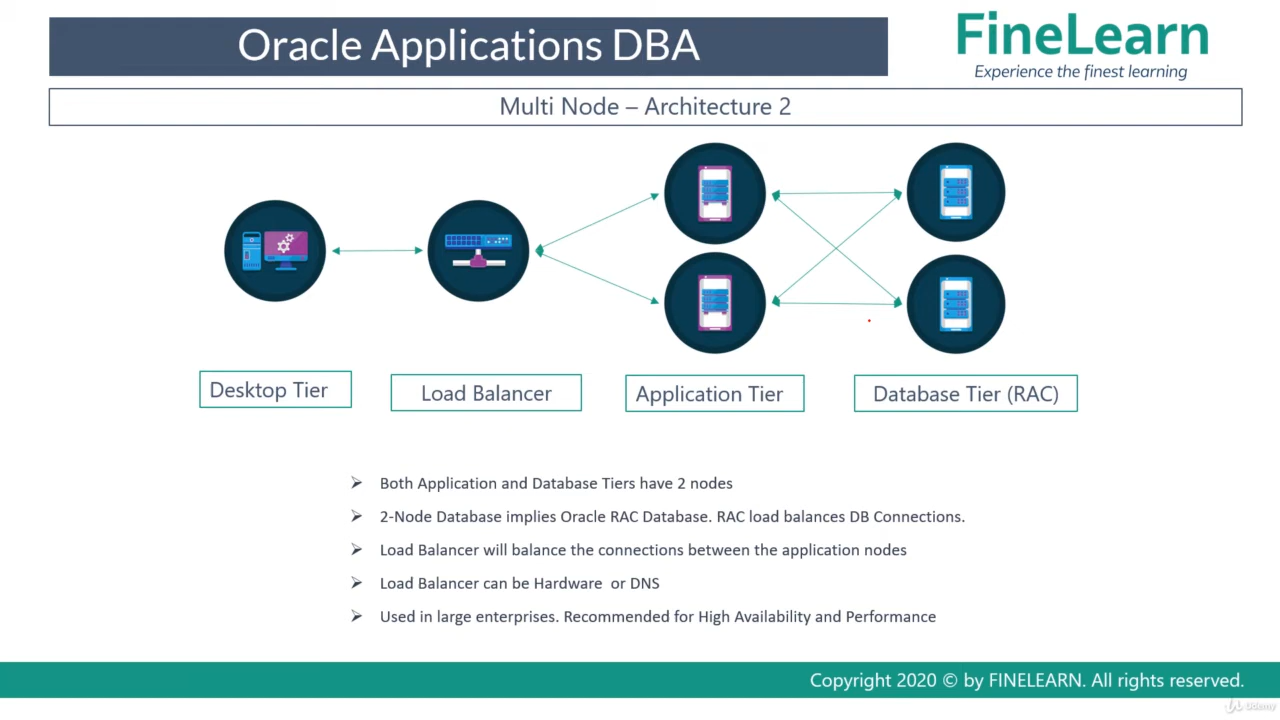 Oracle Applications DBA
FineLearn
Experience the finest learning
Multi Node – Architecture 2
Desktop Tier
Load Balancer
Application Tier
Database Tier (RAC)
Both Application and Database Tiers have 2 nodes
2-Node Database implies Oracle RAC Database. RAC load balances DB Connections.
Load Balancer will balance the connections between the application nodes
Load Balancer can be Hardware or DNS
Used in large enterprises. Recommended for High Availability and Performance
Copyright 2020 © by FINELEARN. All rights reserved.
Udemy